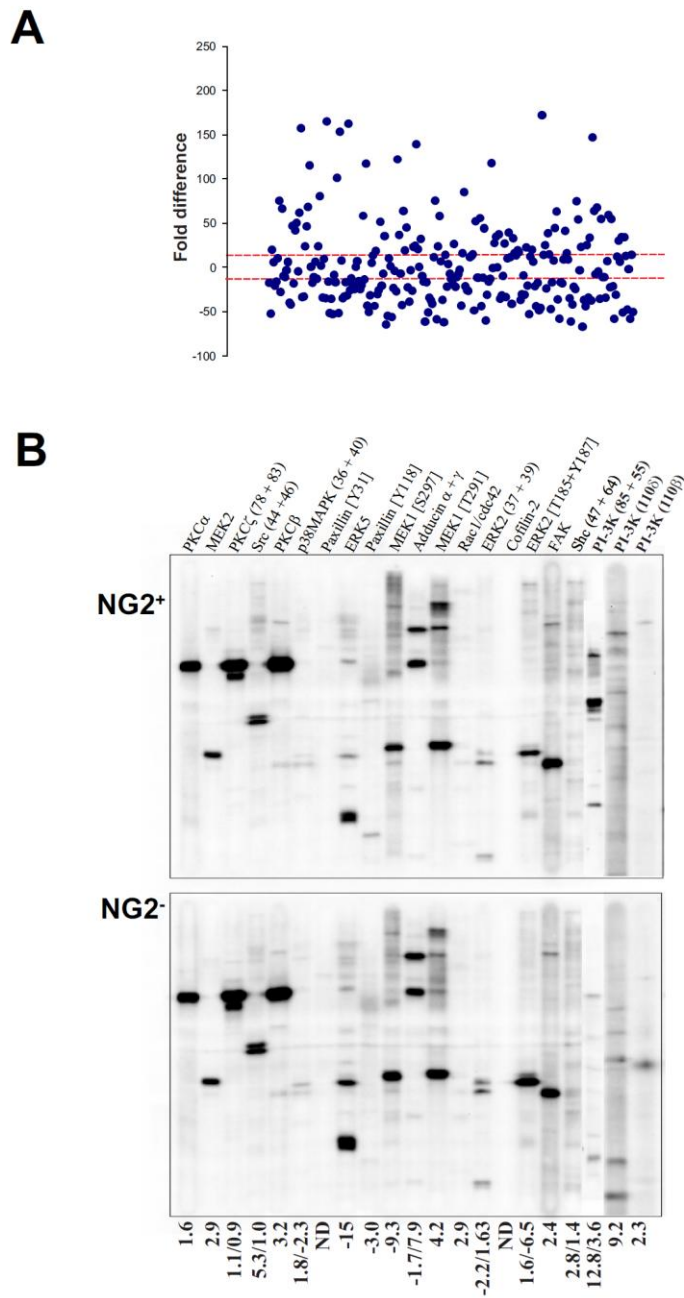 A
250
200
150
100
50
0
-50
-100
Fold difference
B
PKCα
MEK2
PKCζ (78 + 83)
Src (44 +46)
PKCβ
p38MAPK (36 + 40)
Paxillin [Y31]
ERK5
Paxillin [Y118]
MEK1 [S297]
Adducin α + γ
MEK1 [T291]
Rac1/cdc42
ERK2 (37 + 39)
Cofilin-2
ERK2 [T185+Y187]
FAK
Shc (47 + 64)
PI-3K (85 + 55)
PI-3K (110δ)
PI-3K (110β)
NG2+
NG2-
1.6
2.9
1.1/0.9
5.3/1.0
3.2
1.8/-2.3
ND
-15
-3.0
-9.3
-1.7/7.9
4.2
2.9
-2.2/1.63
ND
1.6/-6.5
2.4
2.8/1.4
12.8/3.6
9.2
2.3